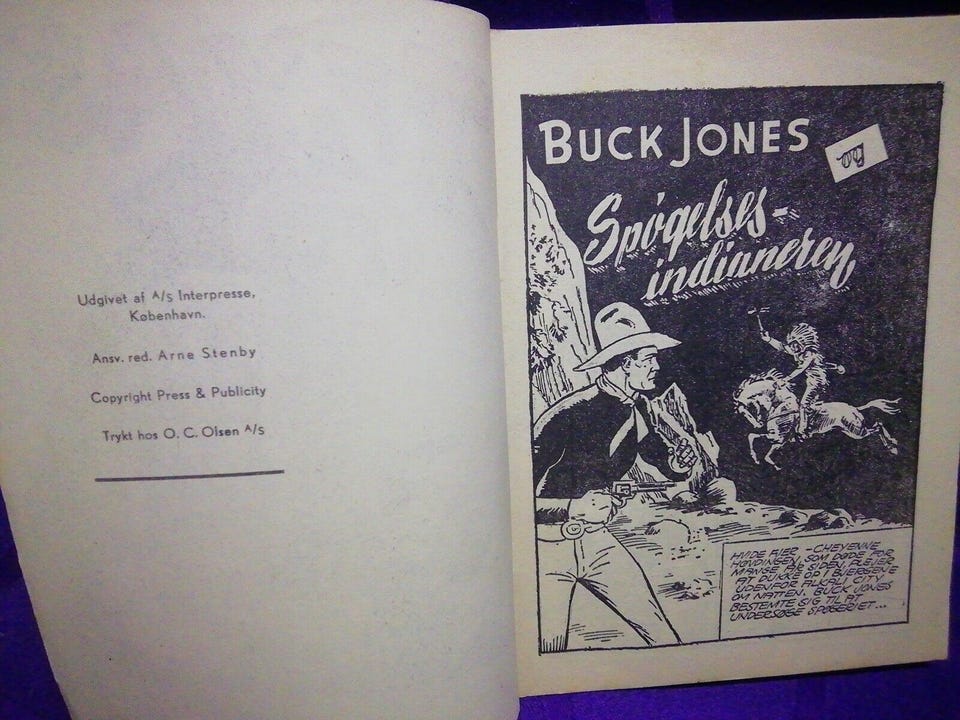 Udgivet af A/S Interpresse,
København.
Ansv. red. Arne Stenby
Copyright Press & Publicity
Trykt hos O. C. Olsen A/S
BUCK JONES
Spøgelses-
indianeren
HVIDE FJER - CHEYENNE
HØVDINGEN, SOM DØDE FOR
MANGE ÅR SIDEN PLEJER
AT DUKKE OP I BJERGENE
UDENFOR ALKALI CITY
OM NATTEN. BUCK JONES
BESTEMTE SIG TIL AT
UNDERSØGE SPØGERIET...